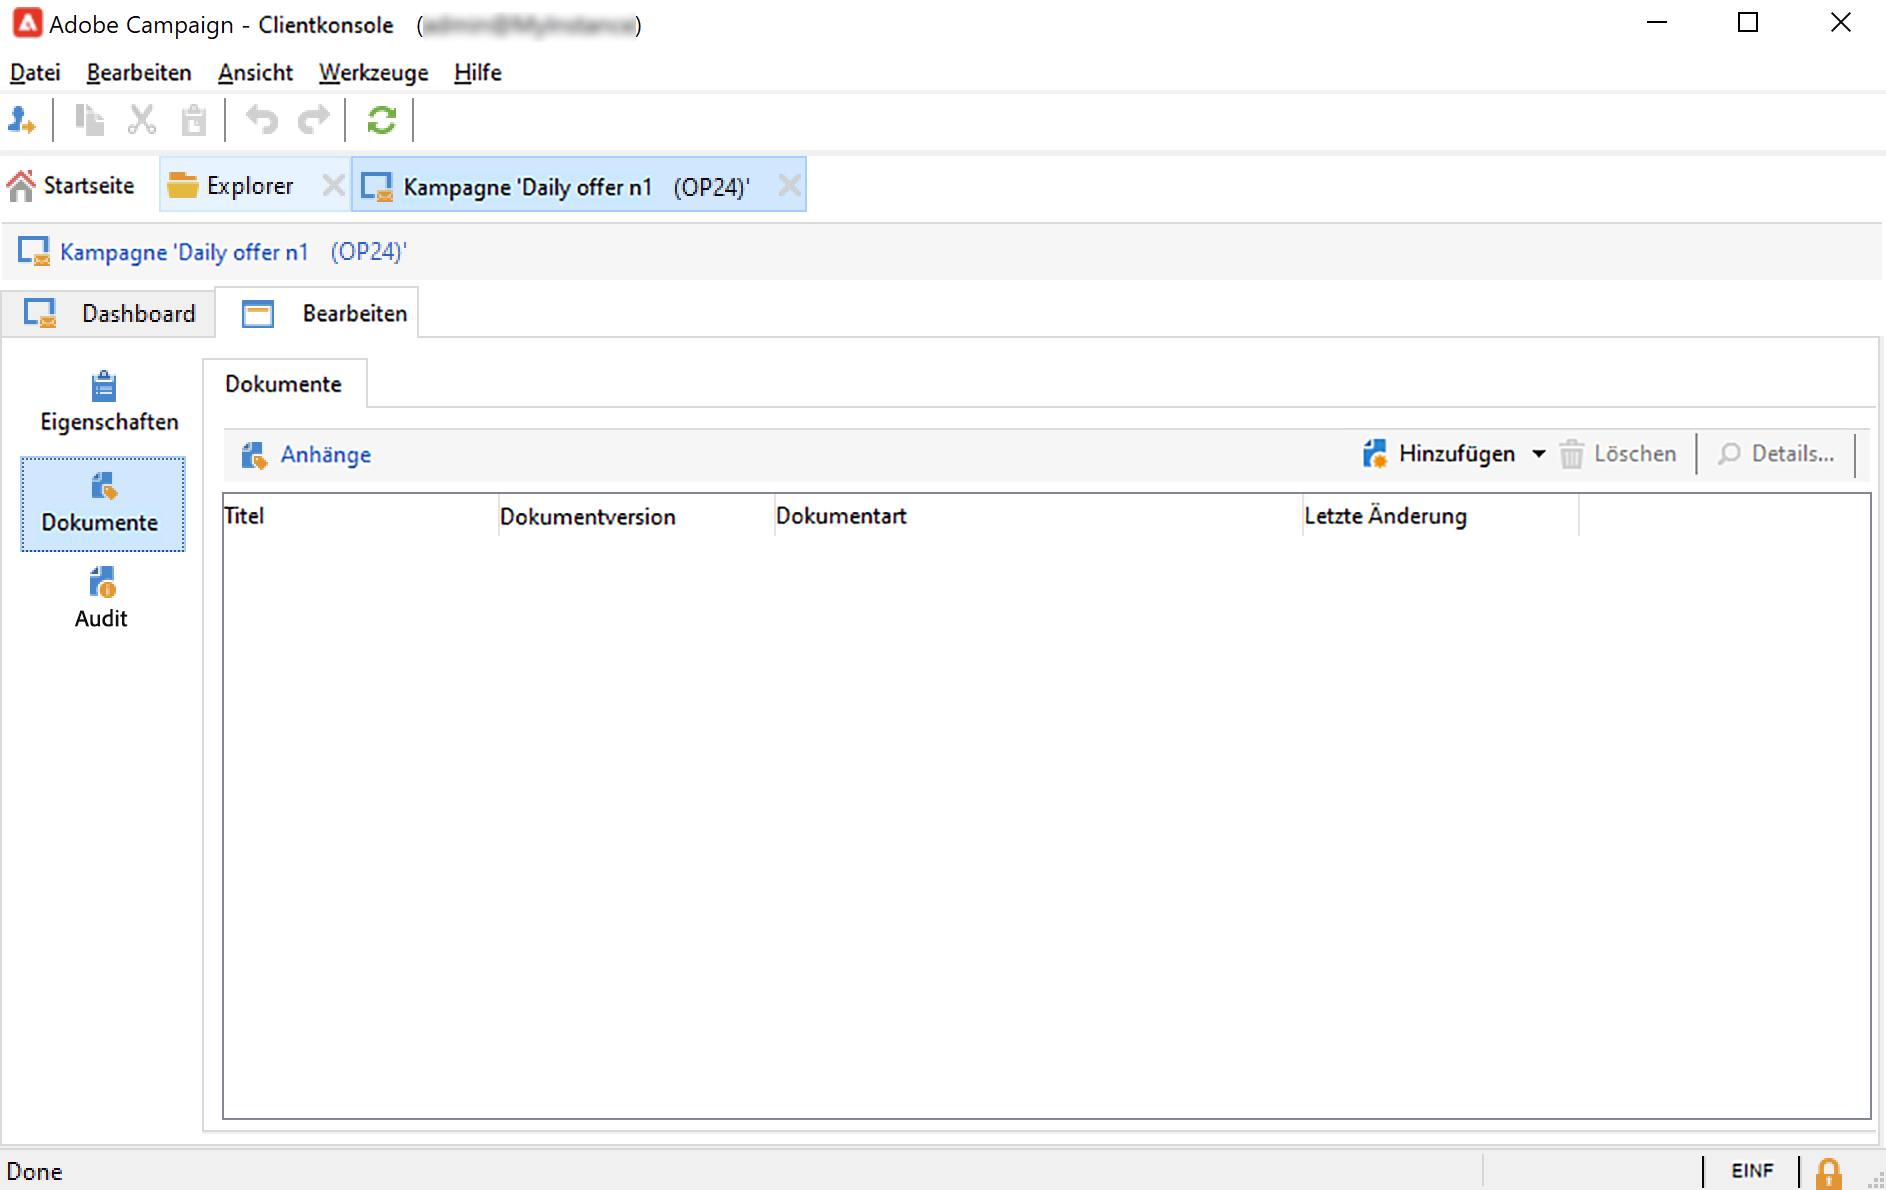 Adobe Campaign - Clientkonsole ( )
Datei Bearbeiten Ansicht Werkzeuge Hilfe
Startseite Explorer Kampagne 'Daily offer n1 (OP24)'
Kampagne 'Daily offer n1 (OP24)'
Dashboard Bearbeiten
Eigenschaften
Dokumente
Audit
Dokumente
Anhänge Hinzufügen Löschen Details...
Titel Dokumentversion Dokumentart Letzte Änderung
Done EINF